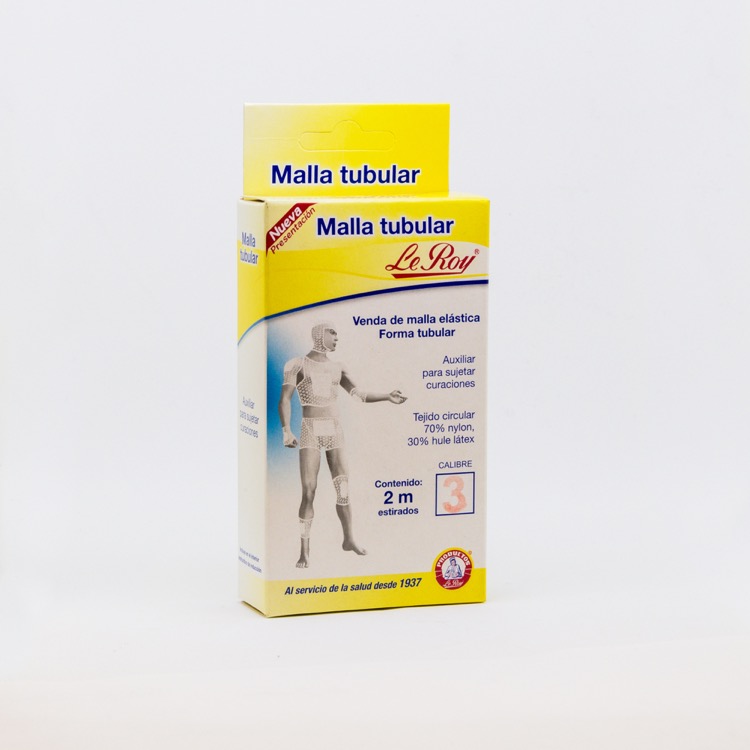 Malla tubular
Nueva
Presentación
Malla tubular
Le Roy®
Venda de malla elástica
Forma tubular
Auxiliar
para sujetar
curaciones
Tejido circular
70% nylon,
30% hule látex
CALIBRE
3
Contenido:
2 m
estirados
PRODUCTOS
Le Roy
Al servicio de la salud desde 1937
Malla
tubular
Auxiliar
para sujetar
curaciones